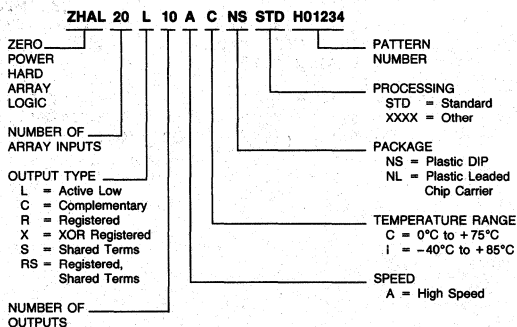 ZHAL 20 L 10 A C NS STD H01234
ZERO
POWER
HARD
ARRAY
LOGIC
NUMBER OF
ARRAY INPUTS
OUTPUT TYPE
L = Active Low
C = Complementary
R = Registered
X = XOR Registered
S = Shared Terms
RS = Registered,
Shared Terms
NUMBER OF
OUTPUTS
PATTERN
NUMBER
PROCESSING
STD = Standard
XXXX = Other
PACKAGE
NS = Plastic DIP
NL = Plastic Leaded
Chip Carrier
TEMPERATURE RANGE
C = 0°C to +75°C
I = -40°C to +85°C
SPEED
A = High Speed